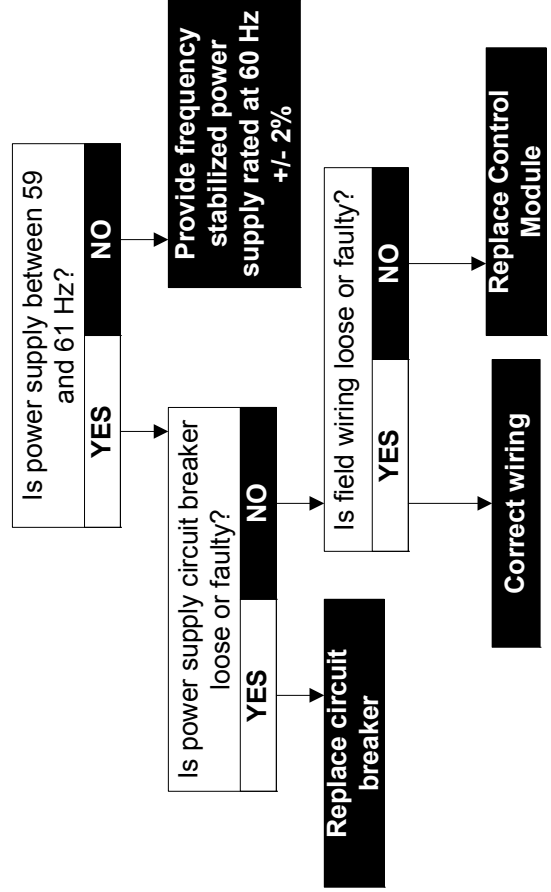 Is power supply between 59
and 61 Hz?
YES
NO
Provide frequency
stabilized power
supply rated at 60 Hz
+/- 2%
Is power supply circuit breaker
loose or faulty?
YES
NO
Replace circuit
breaker
Is field wiring loose or faulty?
YES
NO
Correct wiring
Replace Control
Module